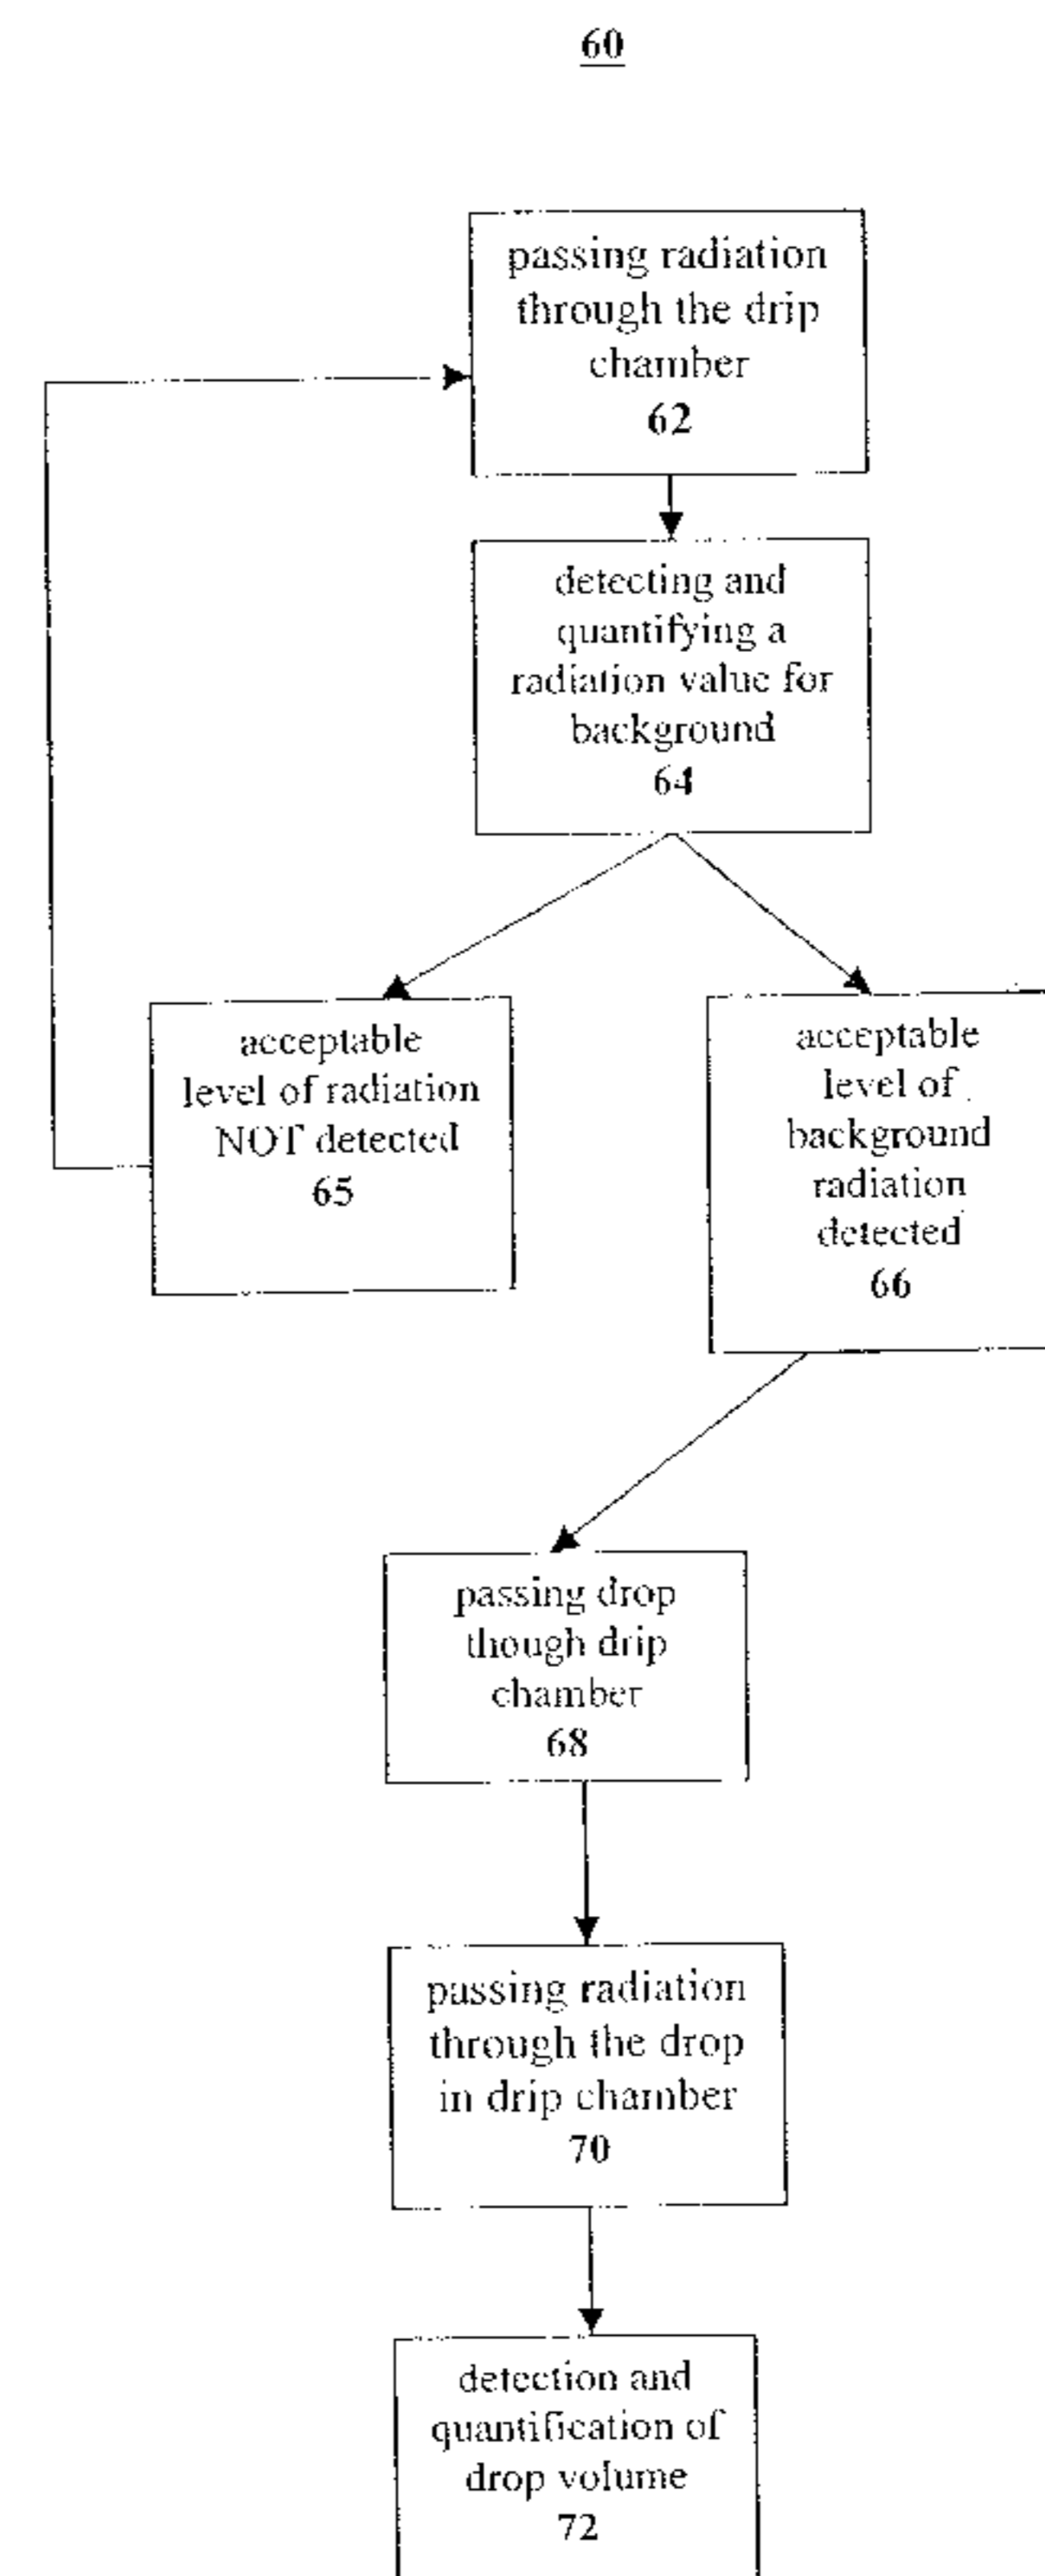 60
passing radiation
through the drip
chamber
62
detecting and
quantifying a
radiation value for
background
64
acceptable
level of radiation
NOT detected
65
acceptable
level of
background
radiation
detected
66
passing drop
though drip
chamber
68
passing radiation
through the drop
in drip chamber
70
detection and
quantification of
drop volume
72